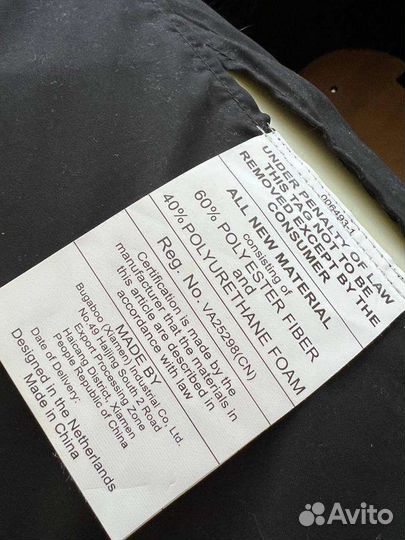 006493-1
UNDER PENALTY OF LAW
THIS TAG NOT TO BE
REMOVED EXCEPT BY THE
CONSUMER
ALL NEW MATERIAL
consisting of
60% POLYESTER FIBER
and
40% POLYURETHANE FOAM
Reg. No. VA25298(CN)
Certification is made by the
manufacturer that the materials in
this article are described in
accordance with law
MADE BY
Bugaboo (Xiamen) Industrial Co, Ltd.
No.49 Haijing South 2 Road
Export Processing Zone
Haicang District, Xiamen
People Republic of China
Date of Delivery:
Designed in the Netherlands
Made in China
Avito